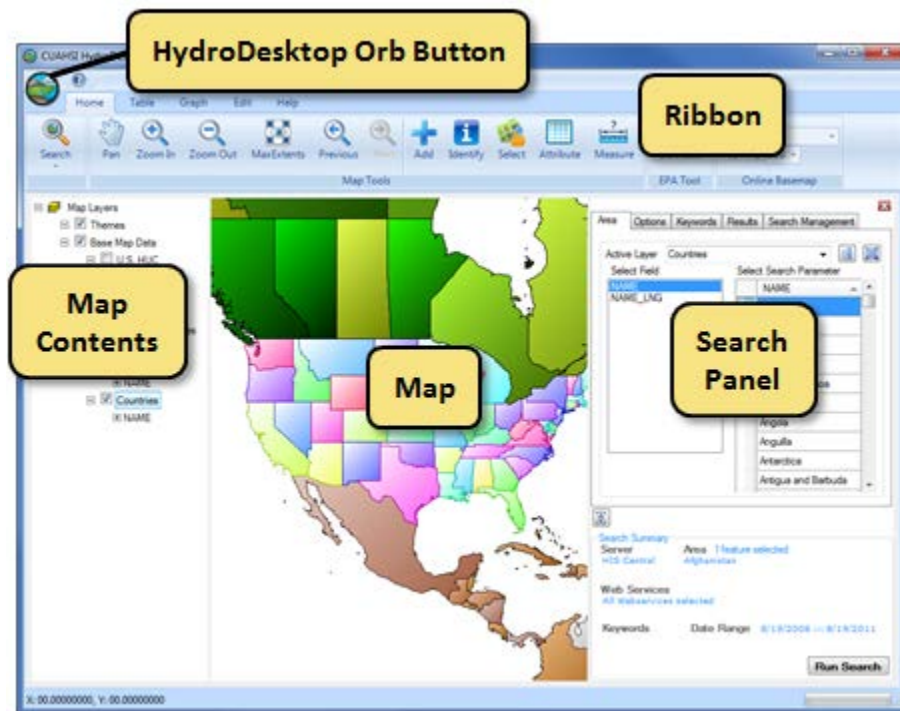 HydroDesktop Orb Button
CUAHSI
Home Table Graph Edit Help
Ribbon
Search Pan Zoom In Zoom Out MaxExtents Previous Next Add Identify Select Attribute Measure
Map Tools EPA Tool Online Basemap
Map Layers
Themes
Base Map Data
U.S. HUC
Map
Contents
NAME
Countries
NAME
Map
Area Options Keywords Results Search Management
Active Layer Countries
Select Field Select Search Parameter
NAME NAME
NAME_LNG
Search
Panel
Angola
Anguilla
Antarctica
Antigua and Barbuda
Search Summary
Server Area 1 feature selected
HIS Central Afghanistan
Web Services
All Webservices selected
Keywords Date Range 8/19/2006 8/19/2011
Run Search
X: 00.00000000, Y: 00.00000000